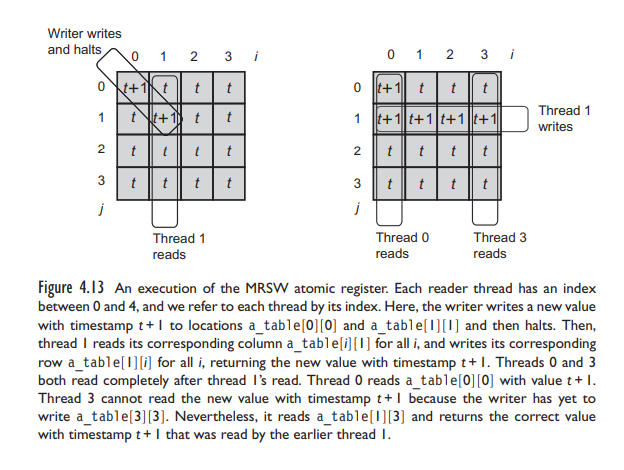 Writer writes
and halts
0 1 2 3 i
0 t+1 t t t
1 t t+1 t t
2 t t t t
3 t t t t
j
Thread 1
reads
0 1 2 3 i
0 t+1 t t t
1 t+1 t+1 t+1 t+1
2 t t t t
3 t t t t
j
Thread 1
writes
Thread 0
reads
Thread 3
reads
Figure 4.13 An execution of the MRSW atomic register. Each reader thread has an index
between 0 and 4, and we refer to each thread by its index. Here, the writer writes a new value
with timestamp t + 1 to locations a_table[0][0] and a_table[1][1] and then halts. Then,
thread 1 reads its corresponding column a_table[i][1] for all i, and writes its corresponding
row a_table[1][i] for all i, returning the new value with timestamp t + 1. Threads 0 and 3
both read completely after thread 1's read. Thread 0 reads a_table[0][0] with value t + 1.
Thread 3 cannot read the new value with timestamp t + 1 because the writer has yet to
write a_table[3][3]. Nevertheless, it reads a_table[1][3] and returns the correct value
with timestamp t + 1 that was read by the earlier thread 1.